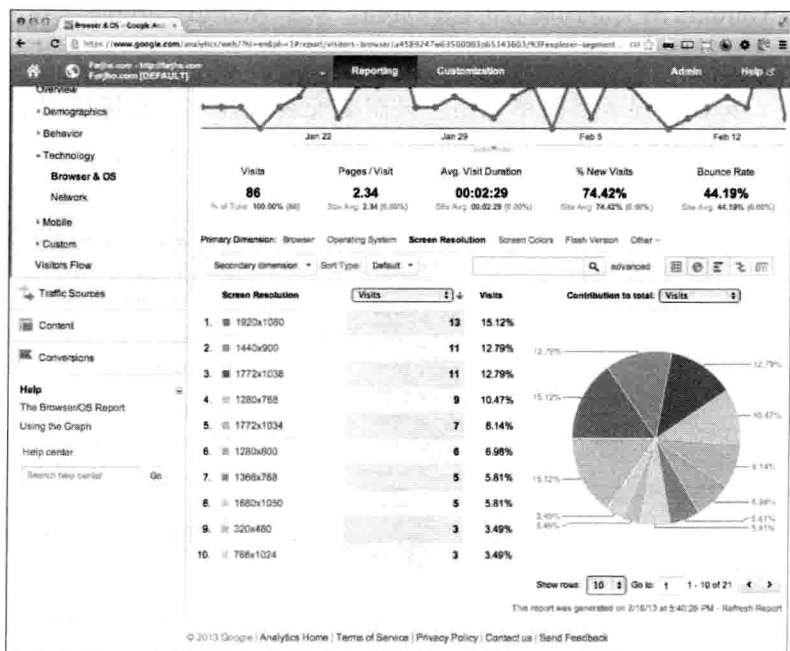 Browser & OS - Google Ana
https://www.google.com/analytics/web/?hl=en&pli=1#report/visitors-browser/
Farjho.com - http://farjho.com
Farjho.com [DEFAULT]
Reporting
Customization
Admin
Help
Overview
Demographics
Behavior
Technology
Browser & OS
Network
Mobile
Custom
Visitors Flow
Traffic Sources
Content
Conversions
Help
The Browser/OS Report
Using the Graph
Help center
Search help center Go
Jan 22 Jan 29 Feb 5 Feb 12
Visits Pages / Visit Avg. Visit Duration % New Visits Bounce Rate
86 2.34 00:02:29 74.42% 44.19%
% of Total: 100.00% (86) Site Avg: 2.34 (0.00%) Site Avg: 00:02:29 (0.00%) Site Avg: 74.42% (0.00%) Site Avg: 44.19% (0.00%)
Primary Dimension: Browser Operating System Screen Resolution Screen Colors Flash Version Other
Secondary dimension Sort Type: Default advanced
Screen Resolution Visits Visits Contribution to total: Visits
1. 1920x1080 13 15.12%
2. 1440x900 11 12.79%
3. 1772x1038 11 12.79%
4. 1280x768 9 10.47%
5. 1772x1034 7 8.14%
6. 1280x800 6 6.98%
7. 1366x768 5 5.81%
8. 1680x1050 5 5.81%
9. 320x480 3 3.49%
10. 768x1024 3 3.49%
12.79%
12.79%
15.12%
10.47%
8.14%
15.12%
6.98%
3.49%
3.49%
5.81%
5.81%
Show rows: 10 Go to: 1 1 - 10 of 21
This report was generated on 2/16/13 at 5:40:28 PM - Refresh Report
© 2013 Google | Analytics Home | Terms of Service | Privacy Policy | Contact us | Send Feedback